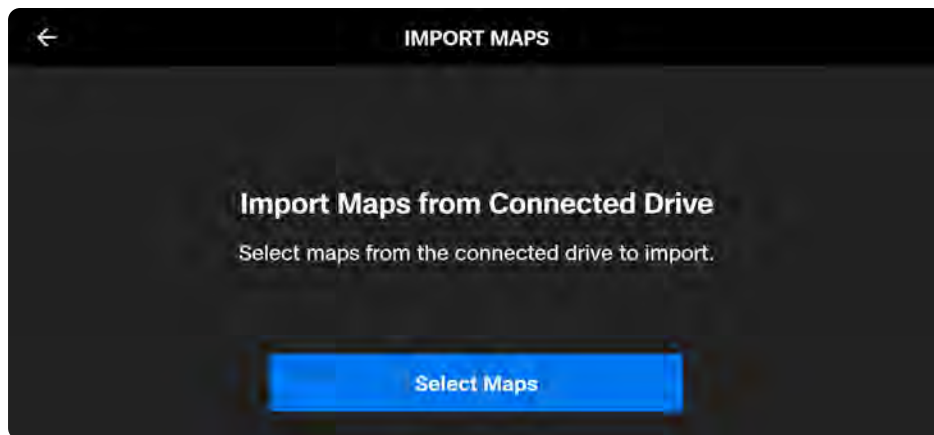 IMPORT MAPS
Import Maps from Connected Drive
Select maps from the connected drive to import.
Select Maps